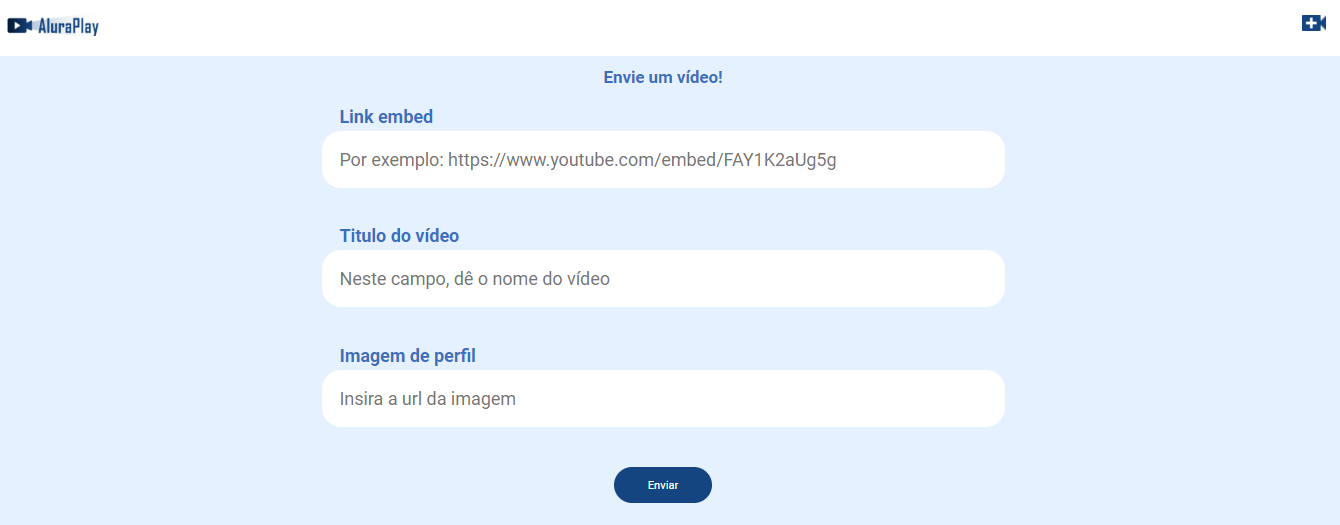 AluraPlay
Envie um vídeo!
Link embed
Por exemplo: https://www.youtube.com/embed/FAY1K2aUg5g
Titulo do vídeo
Neste campo, dê o nome do vídeo
Imagem de perfil
Insira a url da imagem
Enviar